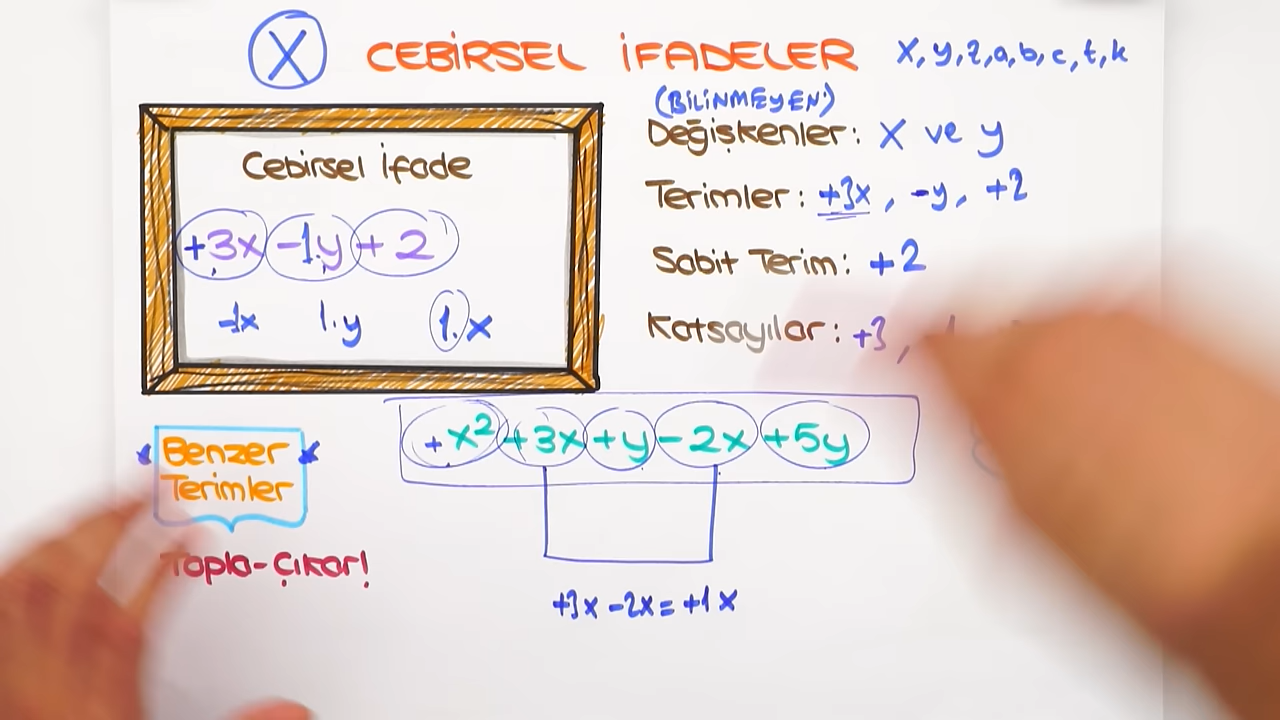 X CEBİRSEL İFADELER x, y, z, a, b, c, t, k
(BİLİNMEYEN)
Değişkenler: x ve y
Terimler: +3x, -y, +2
Sabit Terim: +2
Katsayılar: +3,
Cebirsel İfade
+3x -1.y + 2
-1x 1.y 1.x
+x² +3x +y -2x +5y
Benzer
Terimler
Topla-Çıkar!
+3x -2x = +1x